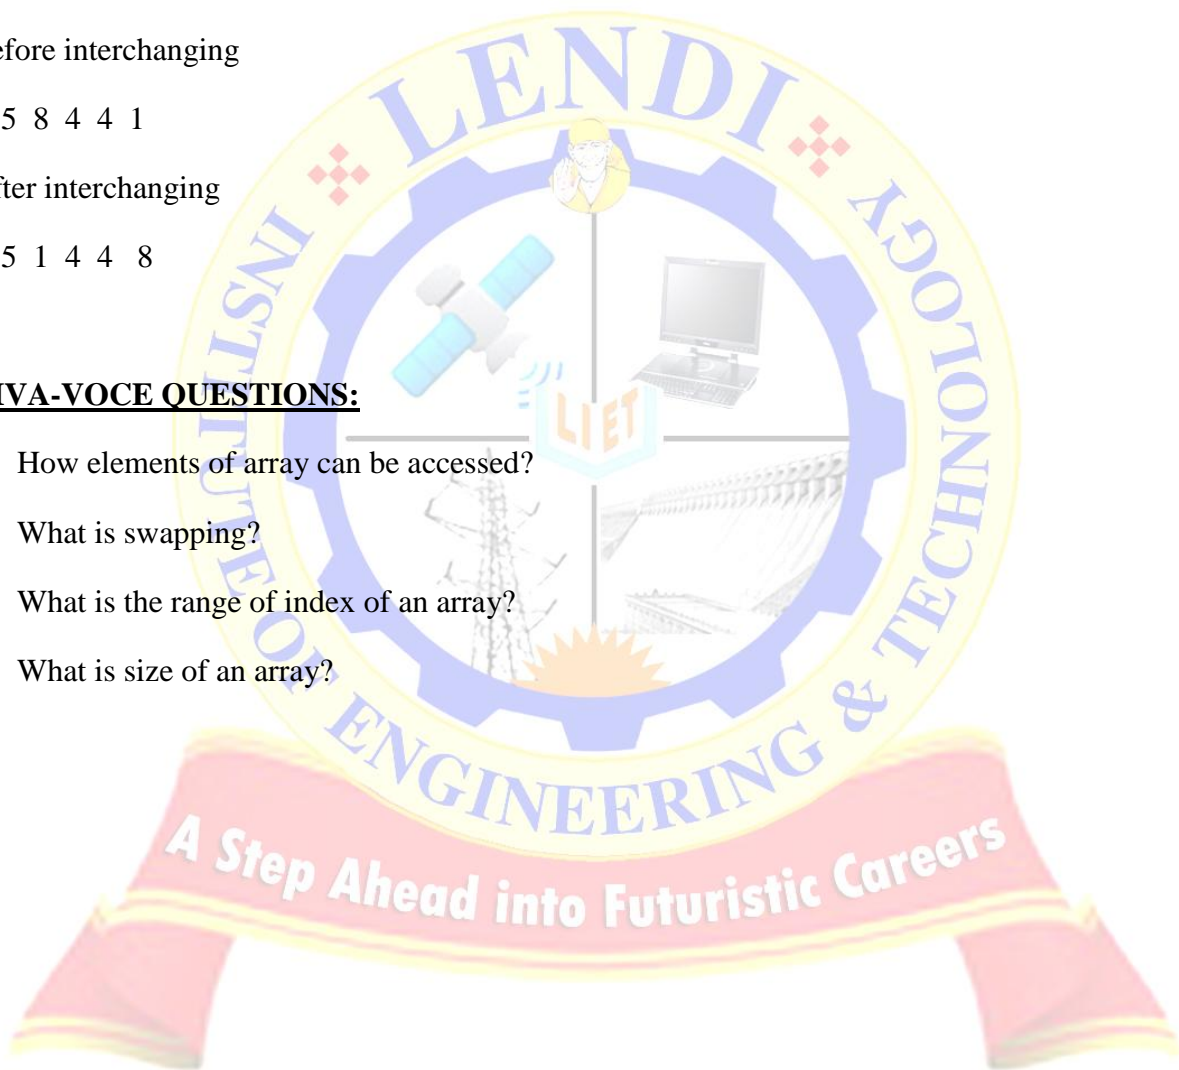 efore interchanging
5 8 4 4 1
fter interchanging
5 1 4 4 8
IVA-VOCE QUESTIONS:
How elements of array can be accessed?
What is swapping?
What is the range of index of an array?
What is size of an array?
LENDI
INSTITUTE OF ENGINEERING & TECHNOLOGY
LIET
A Step Ahead into Futuristic Careers